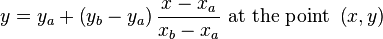 y = y_a + (y_b − y_a) \frac{x − x_a}{x_b − x_a} at the point (x, y)